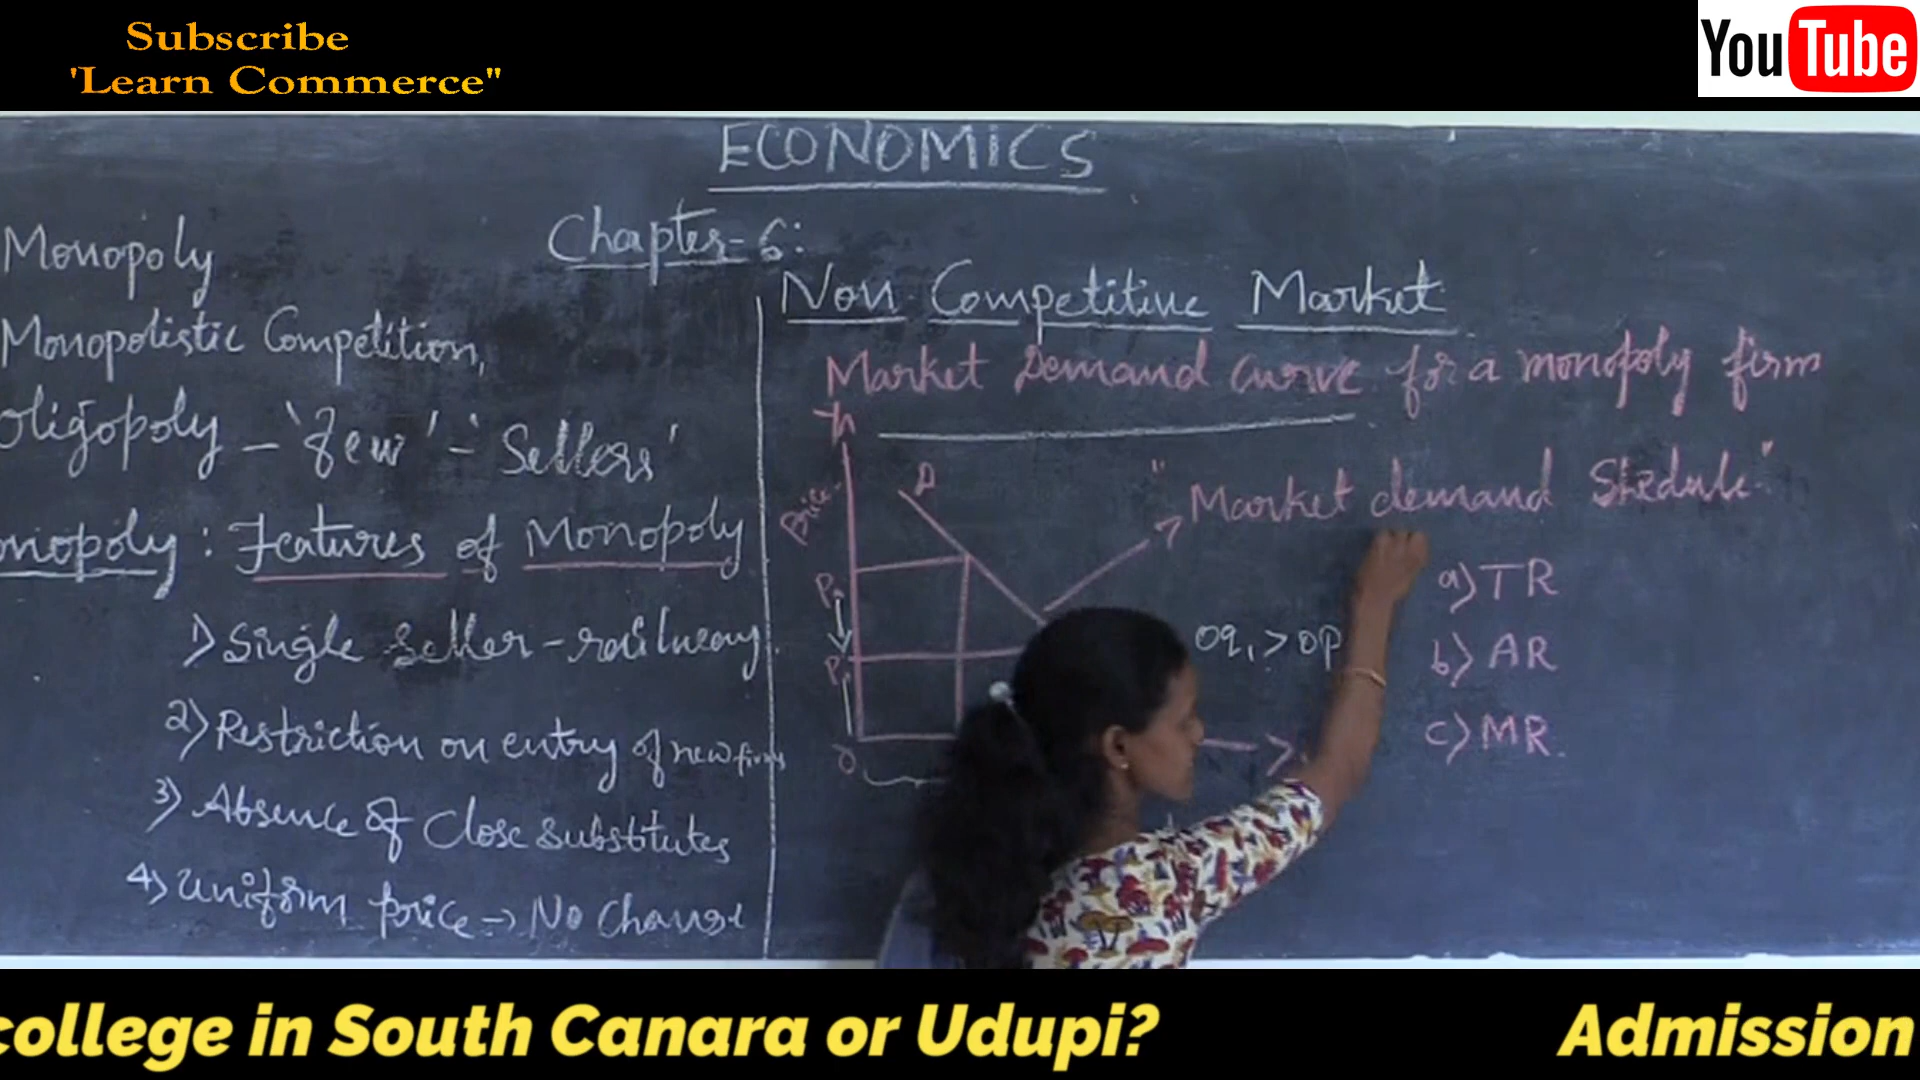 Subscribe
'Learn Commerce"
YouTube
ECONOMICS
Chapter-6:
Non Competitive Market
Monopoly
Monopolistic Competition,
Oligopoly - 'few' - 'Sellers'
onopoly: Features of Monopoly
1) Single Seller - railway
2) Restriction on entry of new firms
3) Absence of Close Substitutes
4) Uniform price → No Change
Market Demand Curve for a monopoly firm
"Market demand Shedule"
Price
D
P
P
O
oq, > op
a) TR
b) AR
c) MR.
college in South Canara or Udupi?
Admission